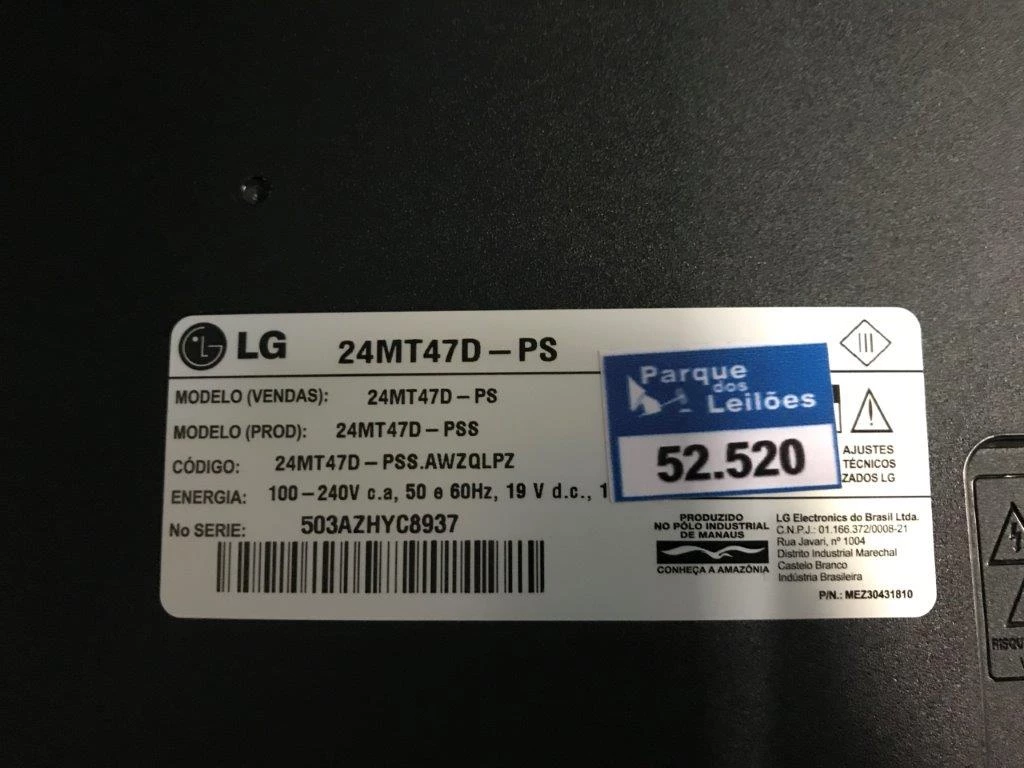 LG 24MT47D – PS
MODELO (VENDAS): 24MT47D – PS
MODELO (PROD): 24MT47D – PSS
CÓDIGO: 24MT47D – PSS.AWZQLPZ
ENERGIA: 100 – 240V c.a, 50 e 60Hz, 19 V d.c., 1
No SERIE: 503AZHYC8937
Parque
dos
Leilões
52.520
AJUSTES
TÉCNICOS
ZADOS LG
PRODUZIDO
NO PÓLO INDUSTRIAL
DE MANAUS
CONHEÇA A AMAZÔNIA
LG Electronics do Brasil Ltda.
C.N.P.J.: 01.166.372/0008-21
Rua Javari, nº 1004
Distrito Industrial Marechal
Castelo Branco
Indústria Brasileira
P/N.: MEZ30431810